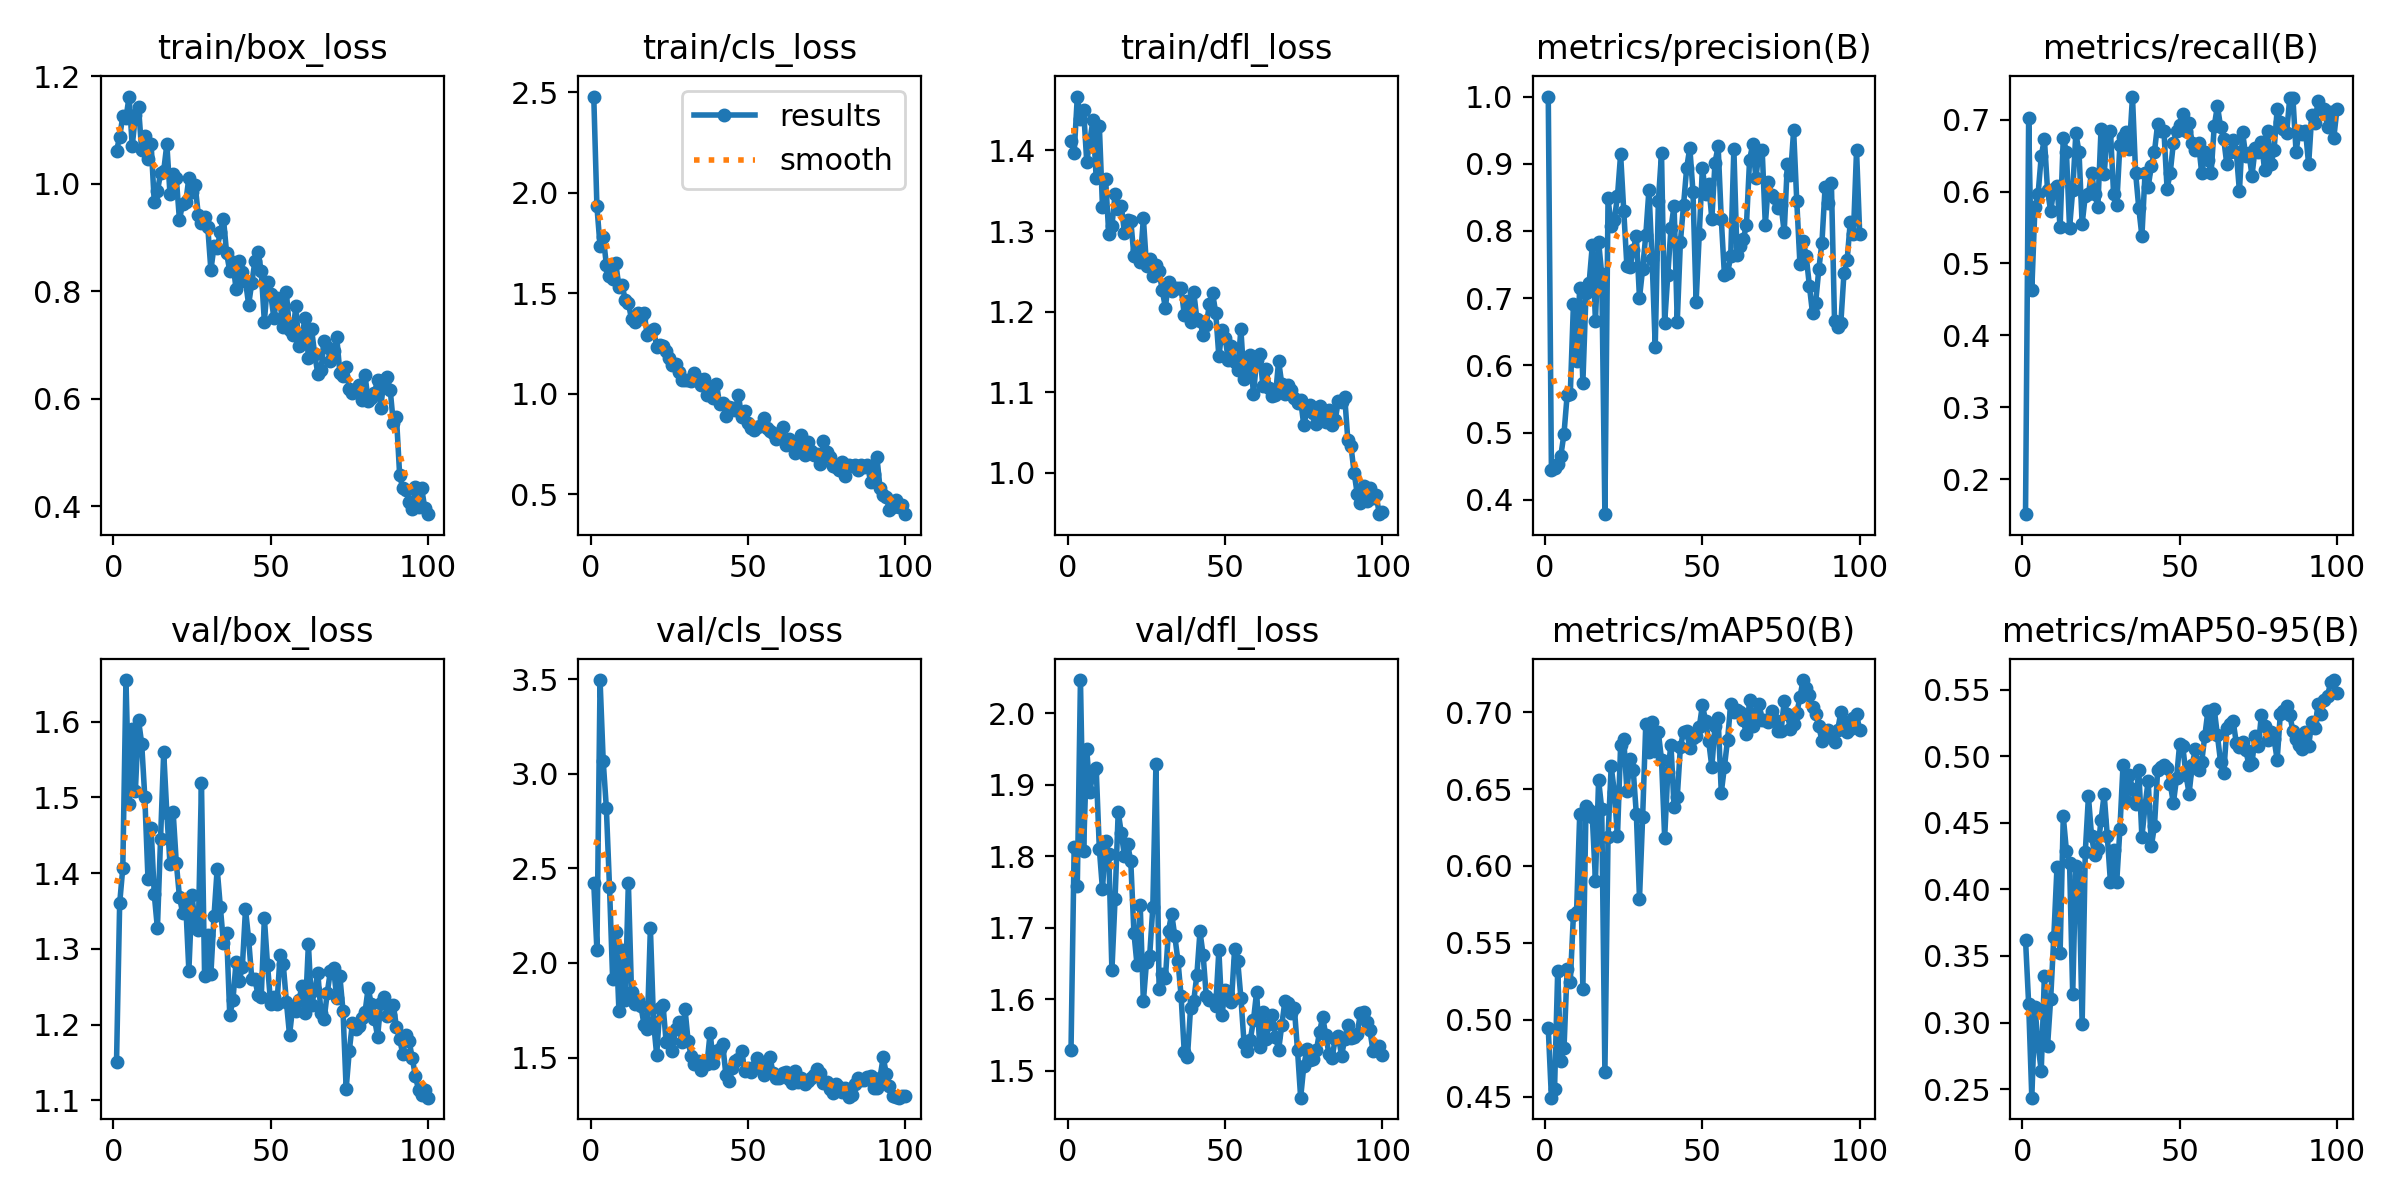 train/box_loss
1.2
1.0
0.8
0.6
0.4
0 50 100
train/cls_loss
2.5
2.0
1.5
1.0
0.5
results
smooth
0 50 100
train/dfl_loss
1.4
1.3
1.2
1.1
1.0
0 50 100
metrics/precision(B)
1.0
0.9
0.8
0.7
0.6
0.5
0.4
0 50 100
metrics/recall(B)
0.7
0.6
0.5
0.4
0.3
0.2
0 50 100
val/box_loss
1.6
1.5
1.4
1.3
1.2
1.1
0 50 100
val/cls_loss
3.5
3.0
2.5
2.0
1.5
0 50 100
val/dfl_loss
2.0
1.9
1.8
1.7
1.6
1.5
0 50 100
metrics/mAP50(B)
0.70
0.65
0.60
0.55
0.50
0.45
0 50 100
metrics/mAP50-95(B)
0.55
0.50
0.45
0.40
0.35
0.30
0.25
0 50 100